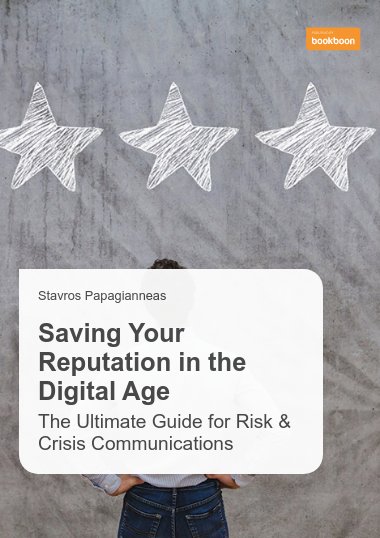 bookboon
Stavros Papagianneas
Saving Your
Reputation in the
Digital Age
The Ultimate Guide for Risk &
Crisis Communications